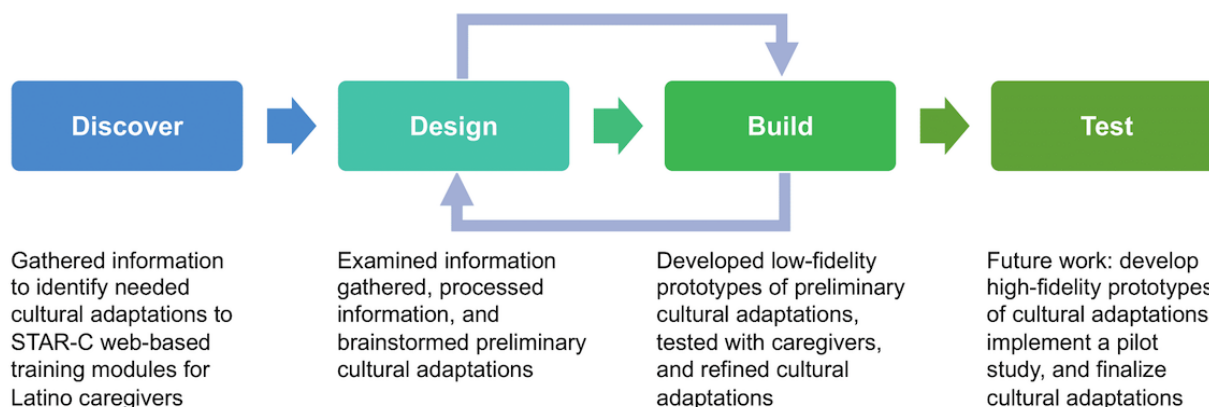 Discover
Design
Build
Test
Gathered information
to identify needed
cultural adaptations to
STAR-C web-based
training modules for
Latino caregivers
Examined information
gathered, processed
information, and
brainstormed preliminary
cultural adaptations
Developed low-fidelity
prototypes of preliminary
cultural adaptations,
tested with caregivers,
and refined cultural
adaptations
Future work: develop
high-fidelity prototypes
of cultural adaptations
implement a pilot
study, and finalize
cultural adaptations